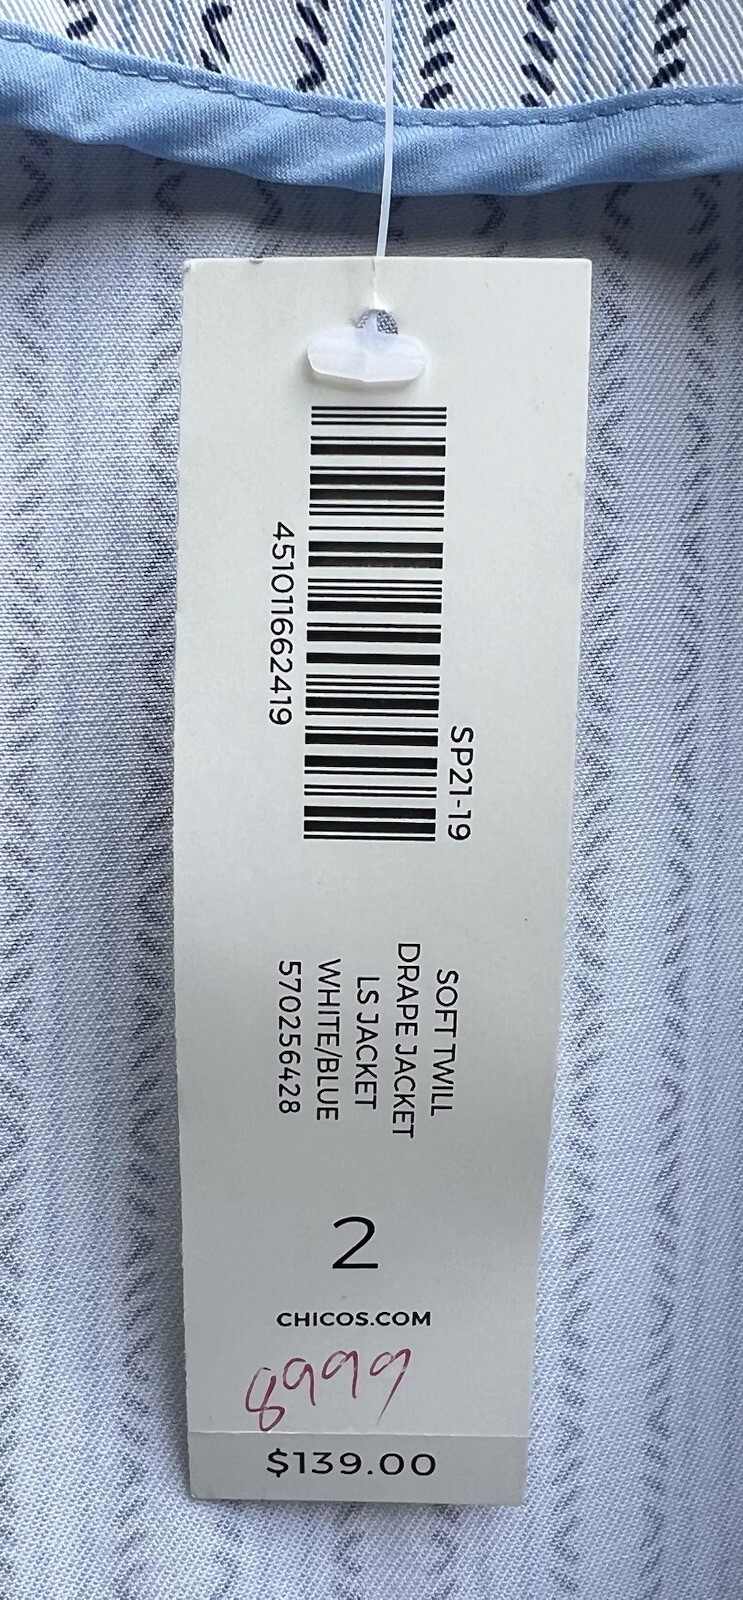 451011662419
SP21-19
SOFT TWILL
DRAPE JACKET
LS JACKET
WHITE/BLUE
570256428
2
CHICOS.COM
8999
$139.00